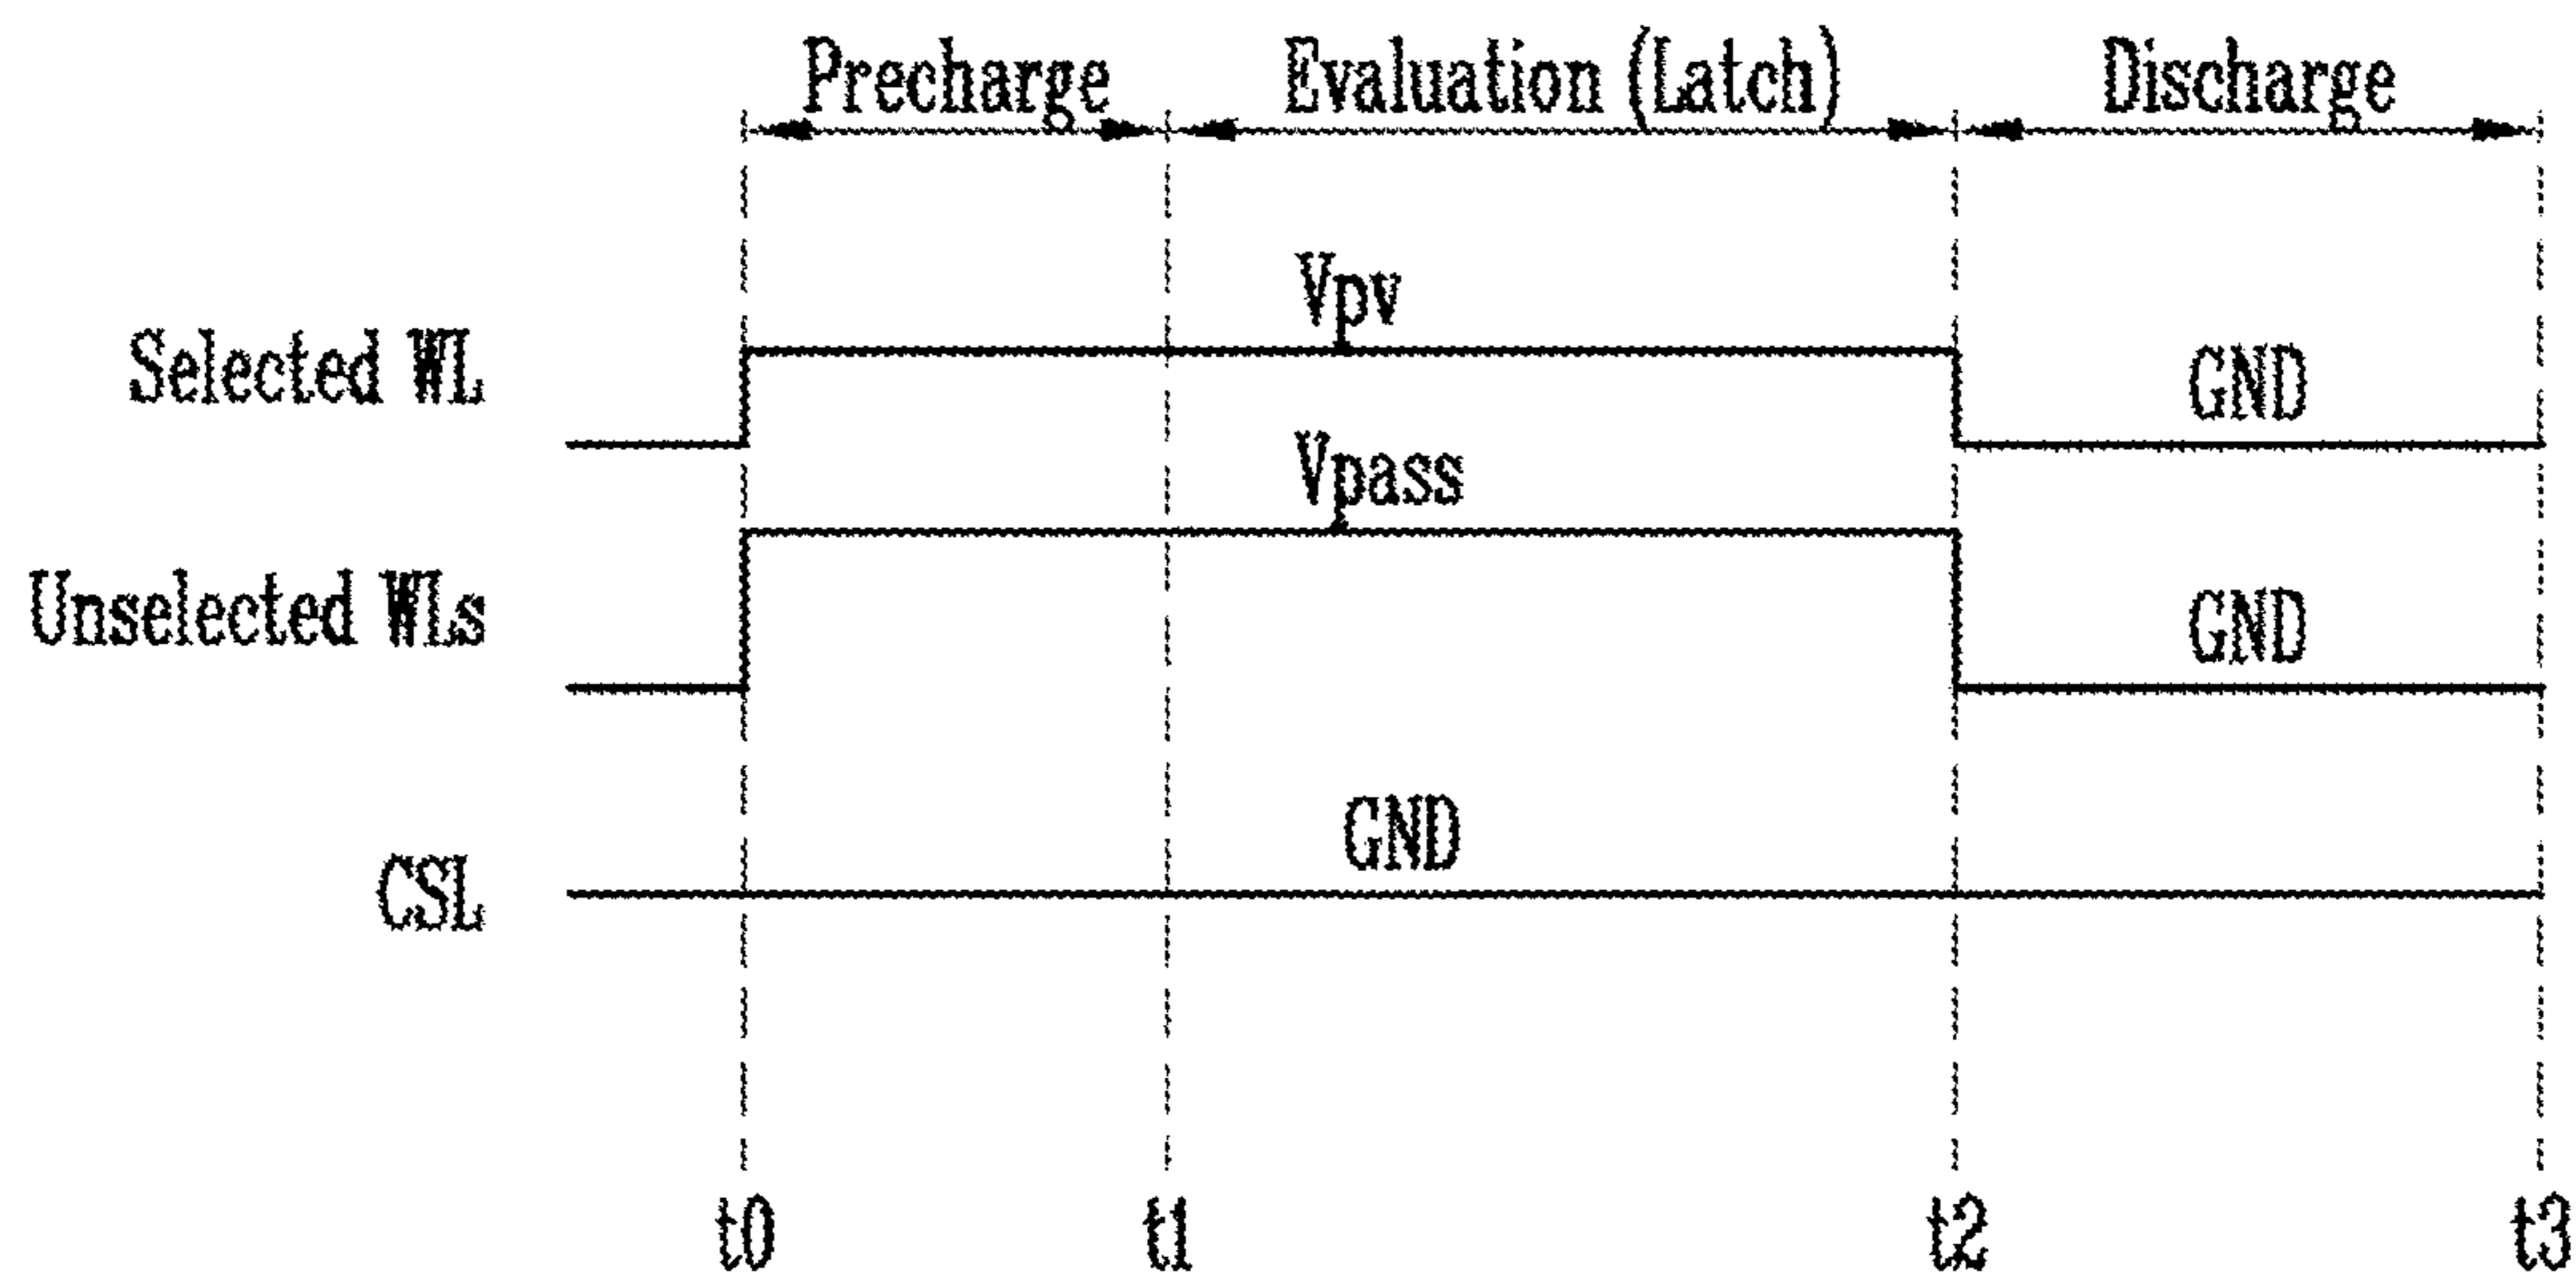 Precharge Evaluation (Latch) Discharge
Vpv
Selected WL GND
Vpass
Unselected WLs GND
GND
CSL
t0 t1 t2 t3